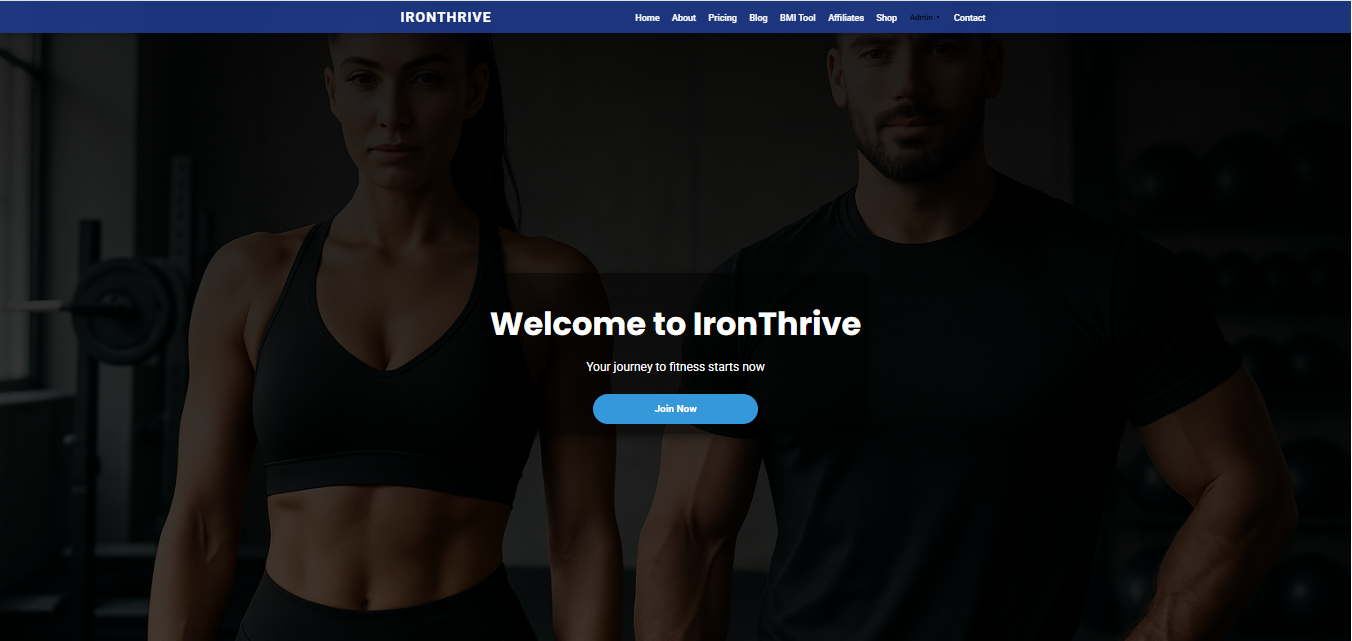 IRONTHRIVE
Home About Pricing Blog BMI Tool Affiliates Shop Admin Contact
Welcome to IronThrive
Your journey to fitness starts now
Join Now